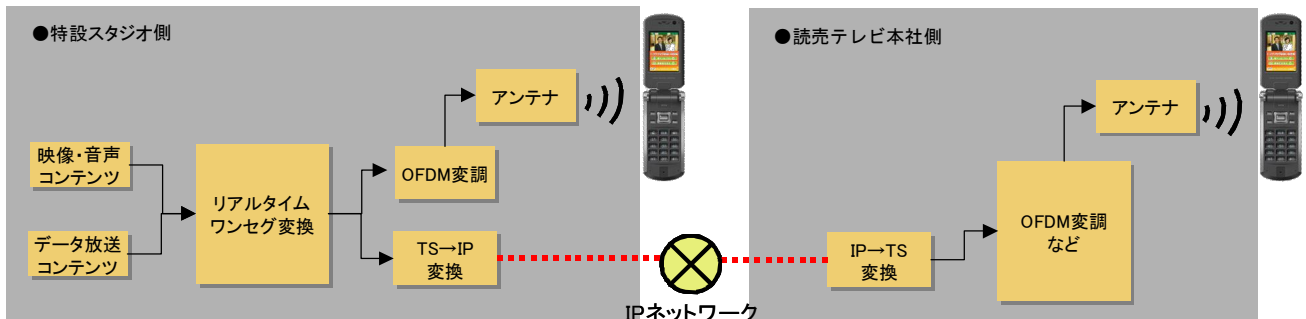 ●特設スタジオ側
映像・音声
コンテンツ
データ放送
コンテンツ
リアルタイム
ワンセグ変換
OFDM変調
アンテナ
TS→IP
変換
IPネットワーク
●読売テレビ本社側
IP→TS
変換
OFDM変調
など
アンテナ